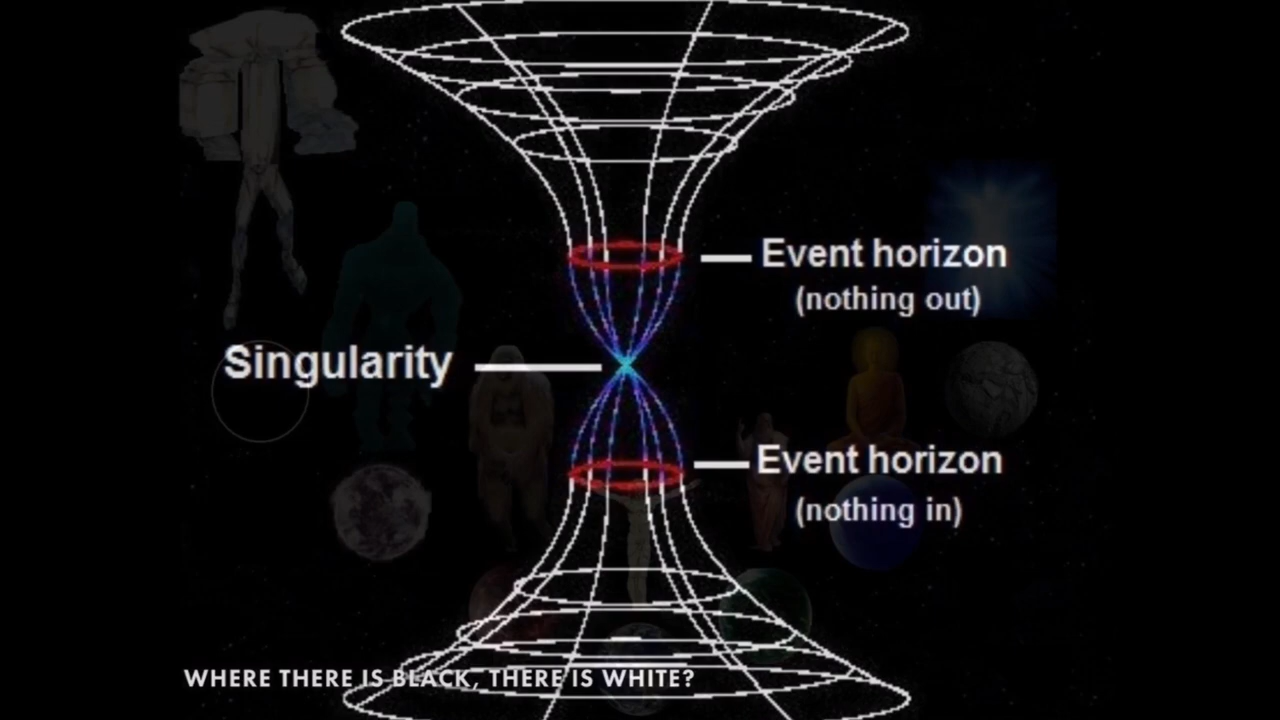 Event horizon
(nothing out)
Singularity
Event horizon
(nothing in)
WHERE THERE IS BLACK, THERE IS WHITE?